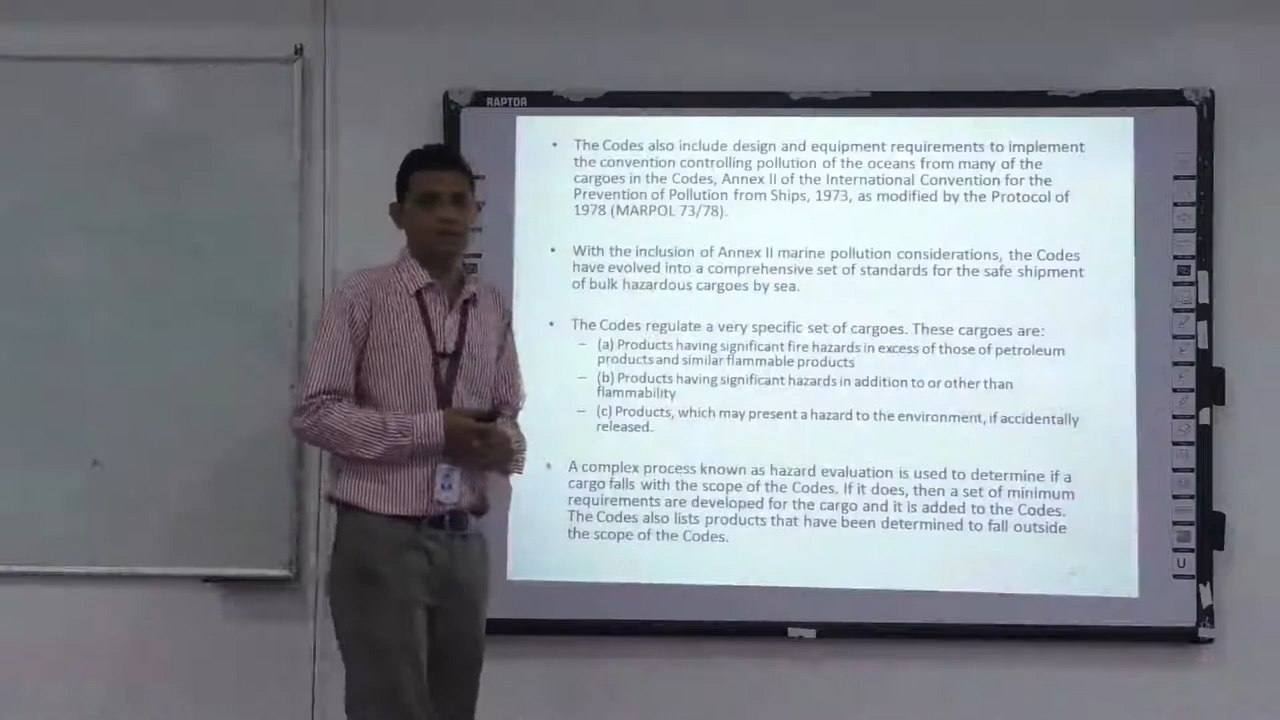 RAPTOR
• The Codes also include design and equipment requirements to implement
the convention controlling pollution of the oceans from many of the
cargoes in the Codes, Annex II of the International Convention for the
Prevention of Pollution from Ships, 1973, as modified by the Protocol of
1978 (MARPOL 73/78).
• With the inclusion of Annex II marine pollution considerations, the Codes
have evolved into a comprehensive set of standards for the safe shipment
of bulk hazardous cargoes by sea.
• The Codes regulate a very specific set of cargoes. These cargoes are:
– (a) Products having significant fire hazards in excess of those of petroleum
products and similar flammable products
– (b) Products having significant hazards in addition to or other than
flammability
– (c) Products, which may present a hazard to the environment, if accidentally
released.
• A complex process known as hazard evaluation is used to determine if a
cargo falls with the scope of the Codes. If it does, then a set of minimum
requirements are developed for the cargo and it is added to the Codes.
The Codes also lists products that have been determined to fall outside
the scope of the Codes.
U